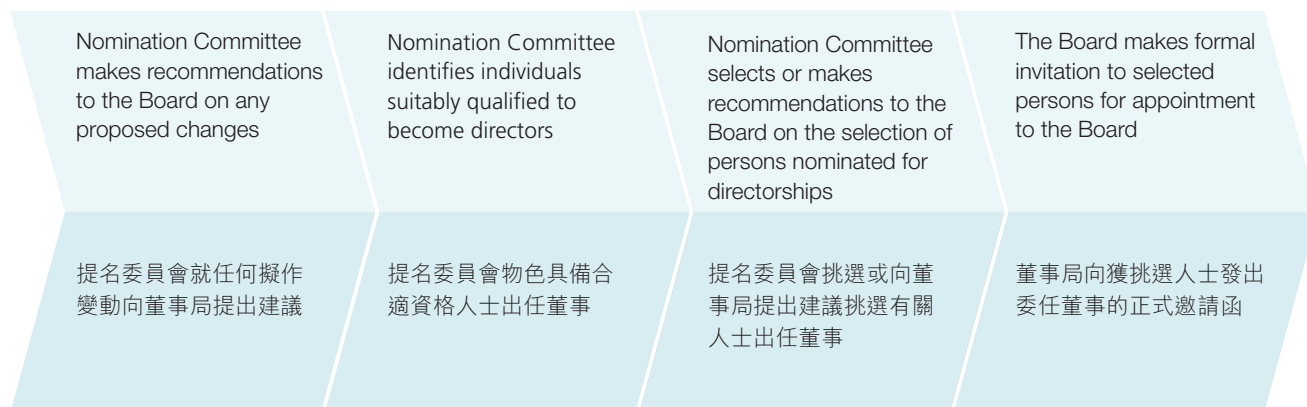 Nomination Committee
makes recommendations
to the Board on any
proposed changes
Nomination Committee
identifies individuals
suitably qualified to
become directors
Nomination Committee
selects or makes
recommendations to the
Board on the selection of
persons nominated for
directorships
The Board makes formal
invitation to selected
persons for appointment
to the Board
提名委員會就任何擬作
變動向董事局提出建議
提名委員會物色具備合
適資格人士出任董事
提名委員會挑選或向董
事局提出建議挑選有關
人士出任董事
董事局向獲挑選人士發出
委任董事的正式邀請函